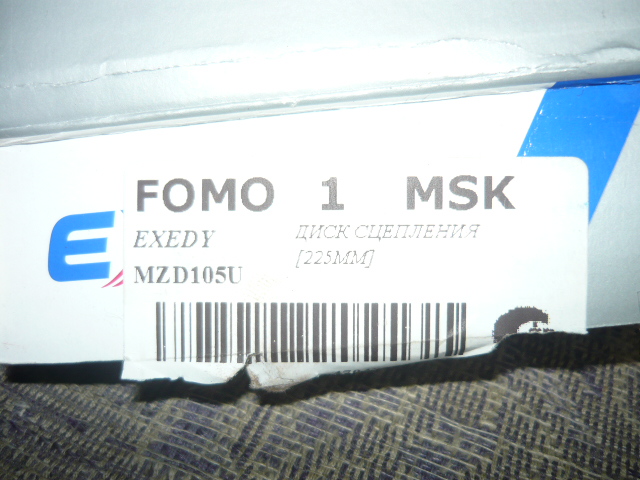 FOMO 1 MSK
EXEDY
MZD105U
ДИСК СЦЕПЛЕНИЯ
[225MM]
E